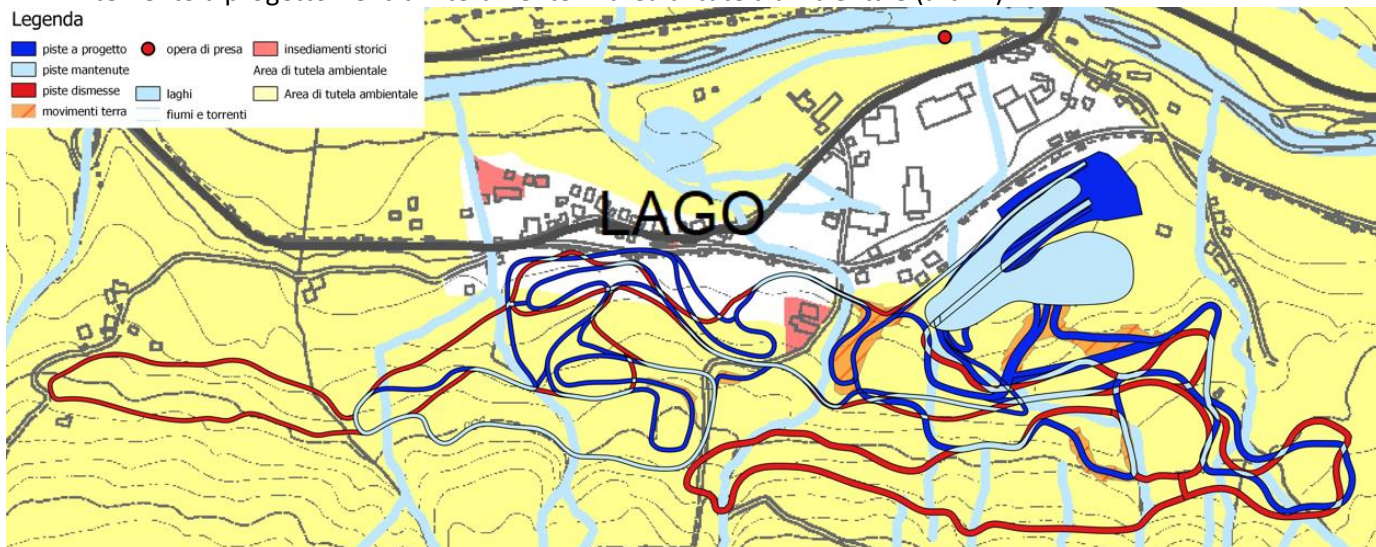 Legenda
piste a progetto
opera di presa
insediamenti storici
piste mantenute
Area di tutela ambientale
piste dismesse
laghi
Area di tutela ambientale
movimenti terra
fiumi e torrenti
LAGO